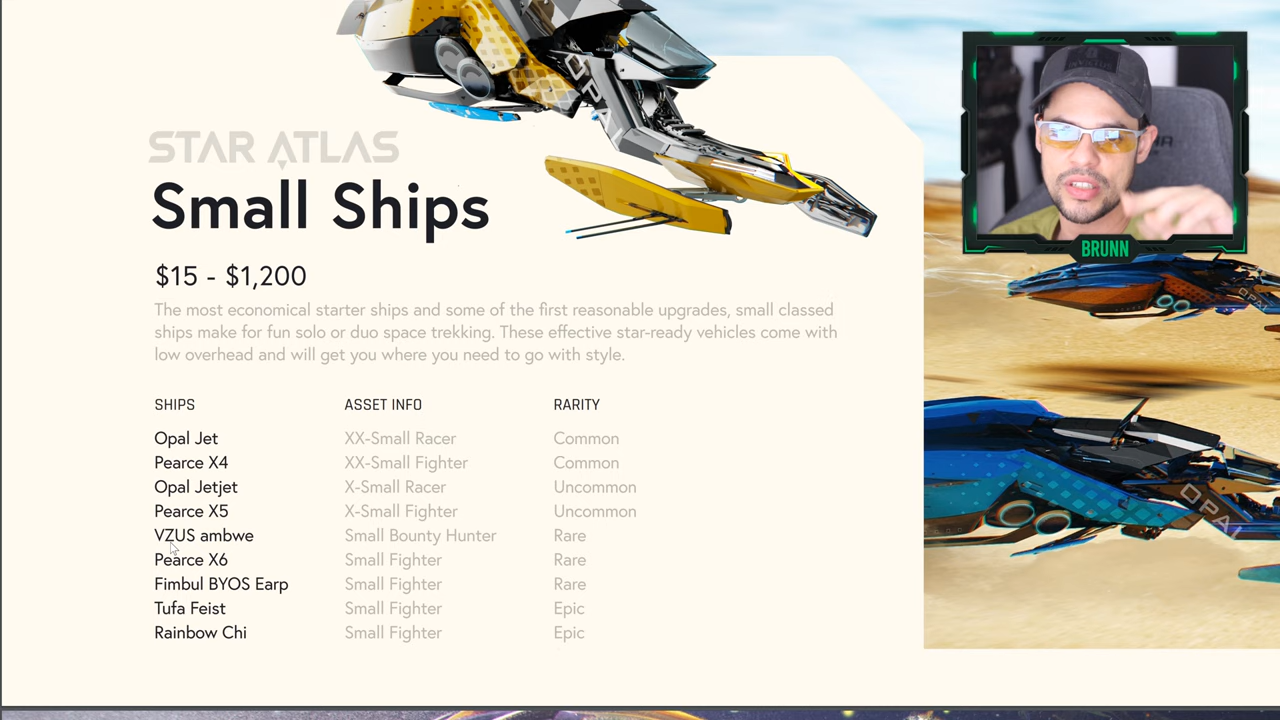 STAR ATLAS
Small Ships
$15 - $1,200
The most economical starter ships and some of the first reasonable upgrades, small classed
ships make for fun solo or duo space trekking. These effective star-ready vehicles come with
low overhead and will get you where you need to go with style.
SHIPS ASSET INFO RARITY
Opal Jet XX-Small Racer Common
Pearce X4 XX-Small Fighter Common
Opal Jetjet X-Small Racer Uncommon
Pearce X5 X-Small Fighter Uncommon
VZUS ambwe Small Bounty Hunter Rare
Pearce X6 Small Fighter Rare
Fimbul BYOS Earp Small Fighter Rare
Tufa Feist Small Fighter Epic
Rainbow Chi Small Fighter Epic
BRUNN
OPAL
OPAL
OPAL